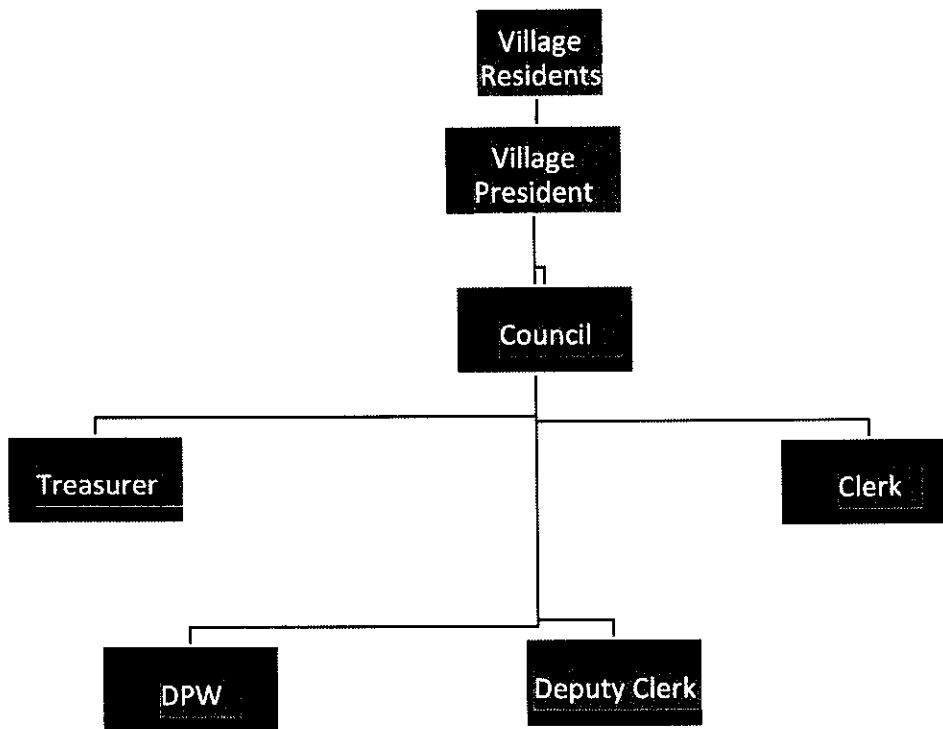 Village
Residents
Village
President
Council
Treasurer
Clerk
DPW
Deputy Clerk